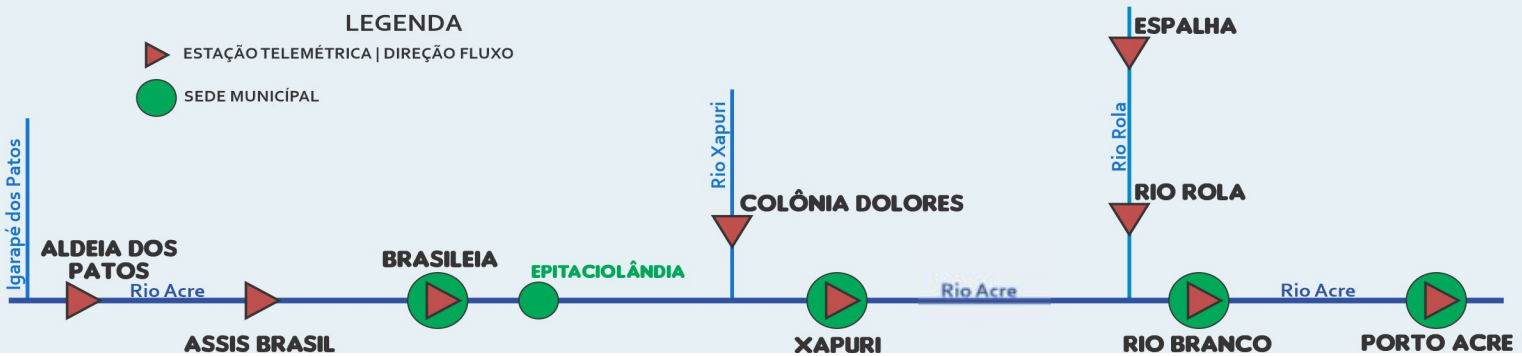 LEGENDA
ESTAÇÃO TELEMÉTRICA | DIREÇÃO FLUXO
SEDE MUNICÍPAL
Igarapé dos Patos
ALDEIA DOS
PATOS
Rio Acre
ASSIS BRASIL
BRASILEIA
EPITACIOLÂNDIA
Rio Xapuri
COLÔNIA DOLORES
XAPURI
Rio Acre
ESPALHA
Rio Rola
RIO ROLA
RIO BRANCO
Rio Acre
PORTO ACRE